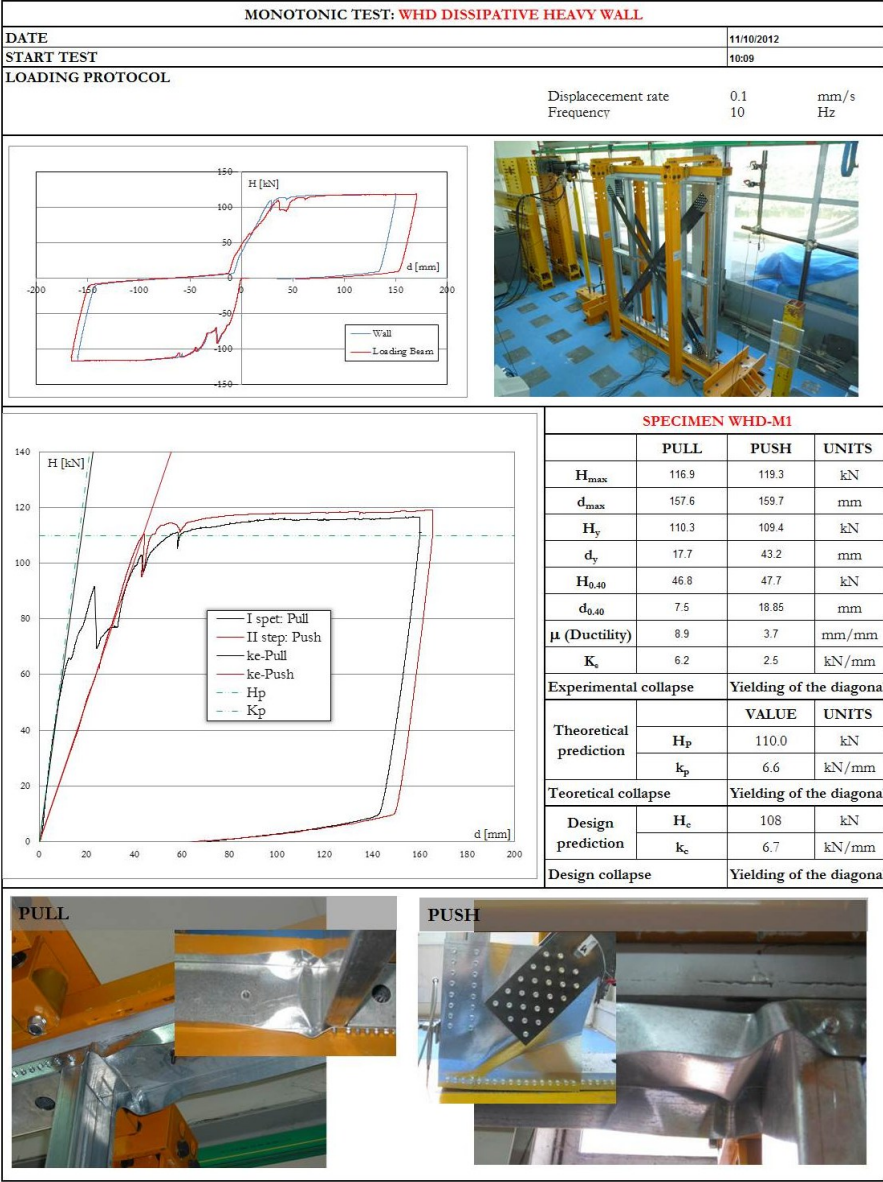 MONOTONIC TEST: WHD DISSIPATIVE HEAVY WALL
DATE 11/10/2012
START TEST 10:09
LOADING PROTOCOL
Displacecement rate 0.1 mm/s
Frequency 10 Hz
H [kN]
150
100
50
0
-50
-100
-150
-200 -150 -100 -50 0 50 100 150 200
d [mm]
Wall
Loading Beam
H [kN]
140
120
100
80
60
40
20
0
0 20 40 60 80 100 120 140 160 180 200
d [mm]
I spet: Pull
II step: Push
ke-Pull
ke-Push
Hp
Kp
SPECIMEN WHD-M1
PULL PUSH UNITS
Hmax 116.9 119.3 kN
dmax 157.6 159.7 mm
Hy 110.3 109.4 kN
dy 17.7 43.2 mm
H0.40 46.8 47.7 kN
d0.40 7.5 18.85 mm
µ (Ductility) 8.9 3.7 mm/mm
Ke 6.2 2.5 kN/mm
Experimental collapse Yielding of the diagona
Theoretical prediction VALUE UNITS
HP 110.0 kN
kp 6.6 kN/mm
Teoretical collapse Yielding of the diagona
Design prediction Hc 108 kN
kc 6.7 kN/mm
Design collapse Yielding of the diagona
PULL
PUSH